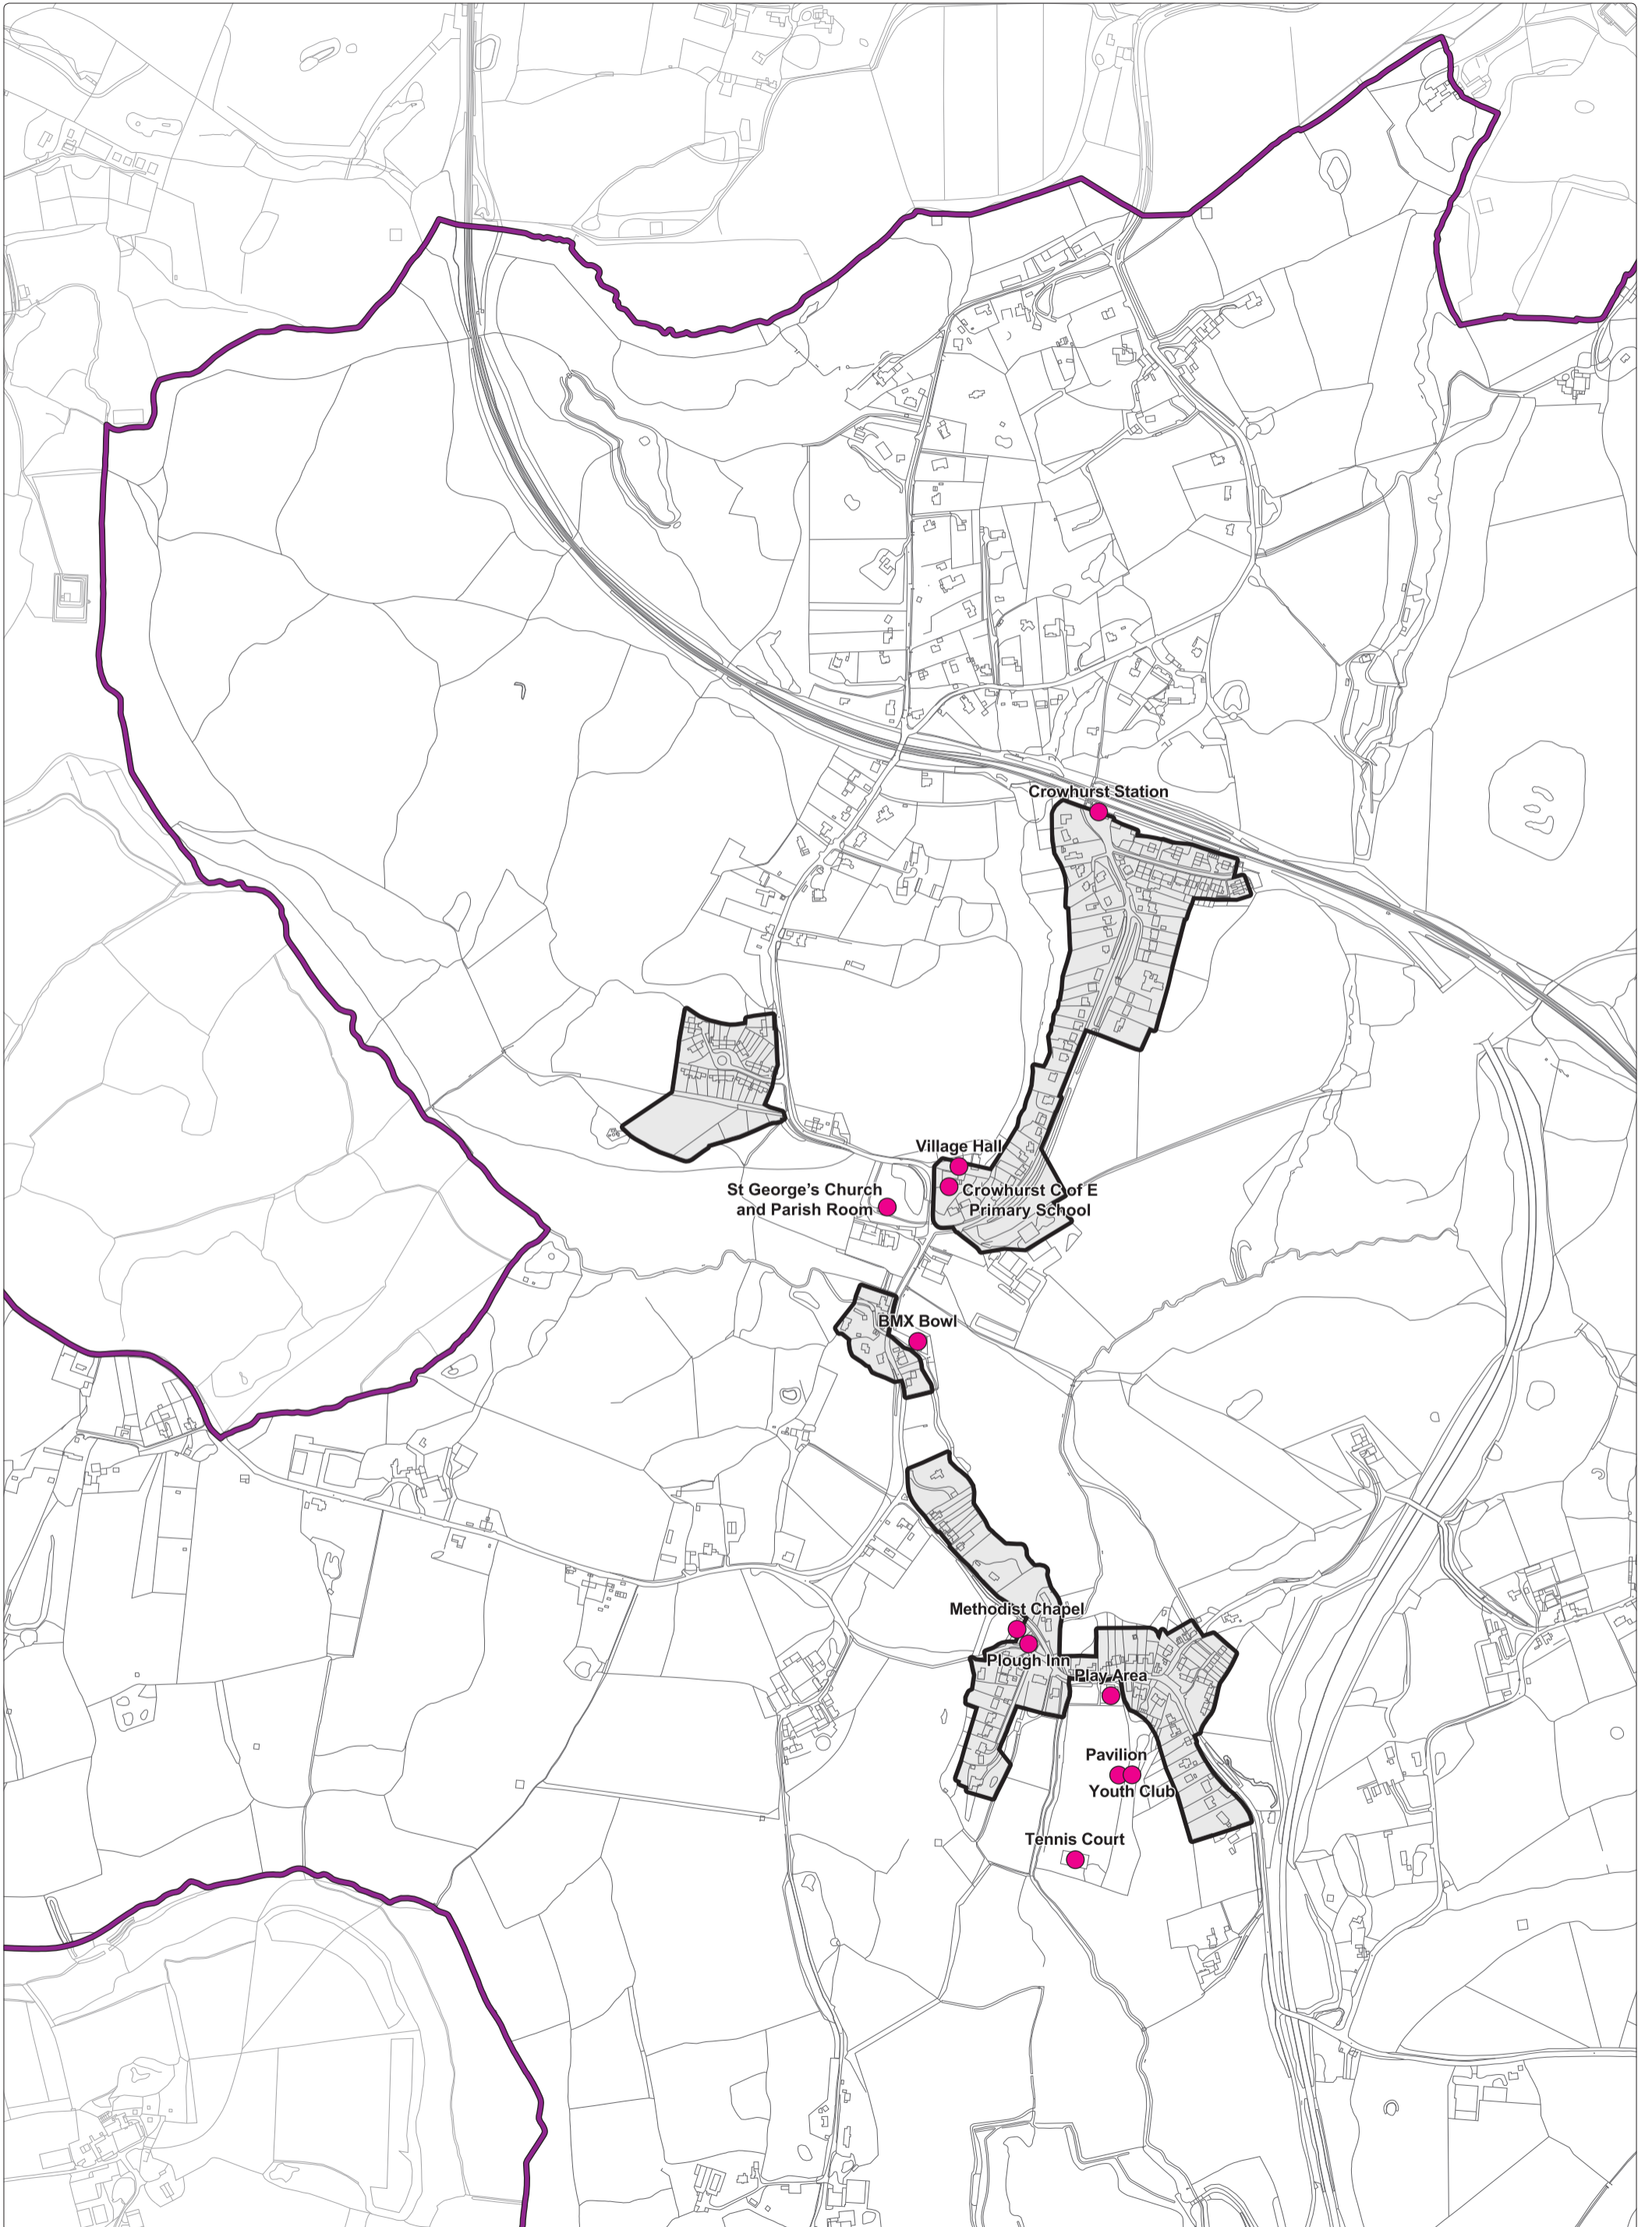 Crowhurst Station
Village Hall
St George’s Church
and Parish Room
Crowhurst C of E
Primary School
BMX Bowl
Methodist Chapel
Plough Inn
Play Area
Pavilion
Youth Club
Tennis Court